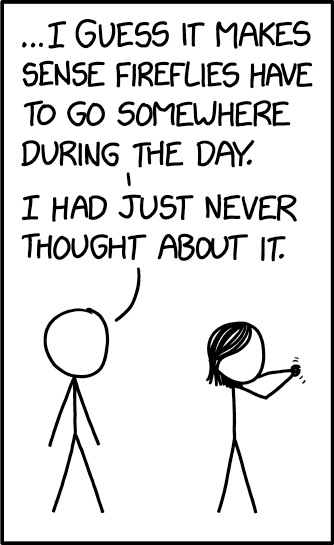 ...I GUESS IT MAKES
SENSE FIREFLIES HAVE
TO GO SOMEWHERE
DURING THE DAY.
I HAD JUST NEVER
THOUGHT ABOUT IT.